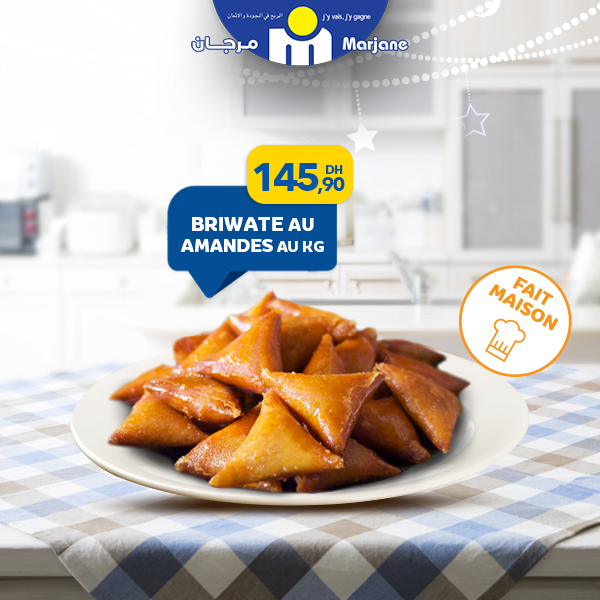 الربح في الجودة والاثمان
j'y vais, j'y gagne
مرجان
Marjane
145,90 DH
BRIWATE AU
AMANDES AU KG
FAIT
MAISON